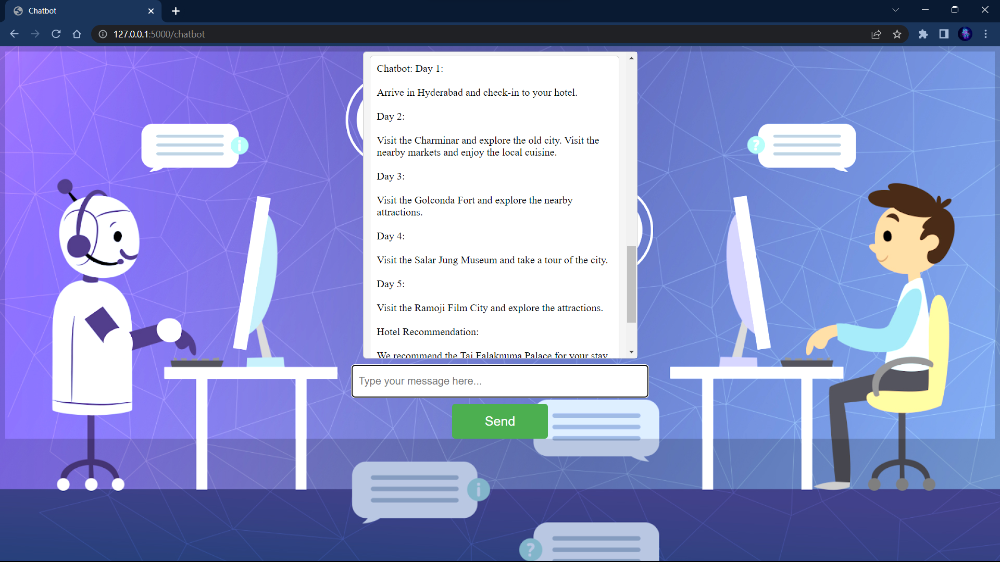 Chatbot
127.0.0.1:5000/chatbot
Chatbot: Day 1:
Arrive in Hyderabad and check-in to your hotel.
Day 2:
Visit the Charminar and explore the old city. Visit the
nearby markets and enjoy the local cuisine.
Day 3:
Visit the Golconda Fort and explore the nearby
attractions.
Day 4:
Visit the Salar Jung Museum and take a tour of the city.
Day 5:
Visit the Ramoji Film City and explore the attractions.
Hotel Recommendation:
We recommend the Taj Falaknuma Palace for your stay
Type your message here...
Send